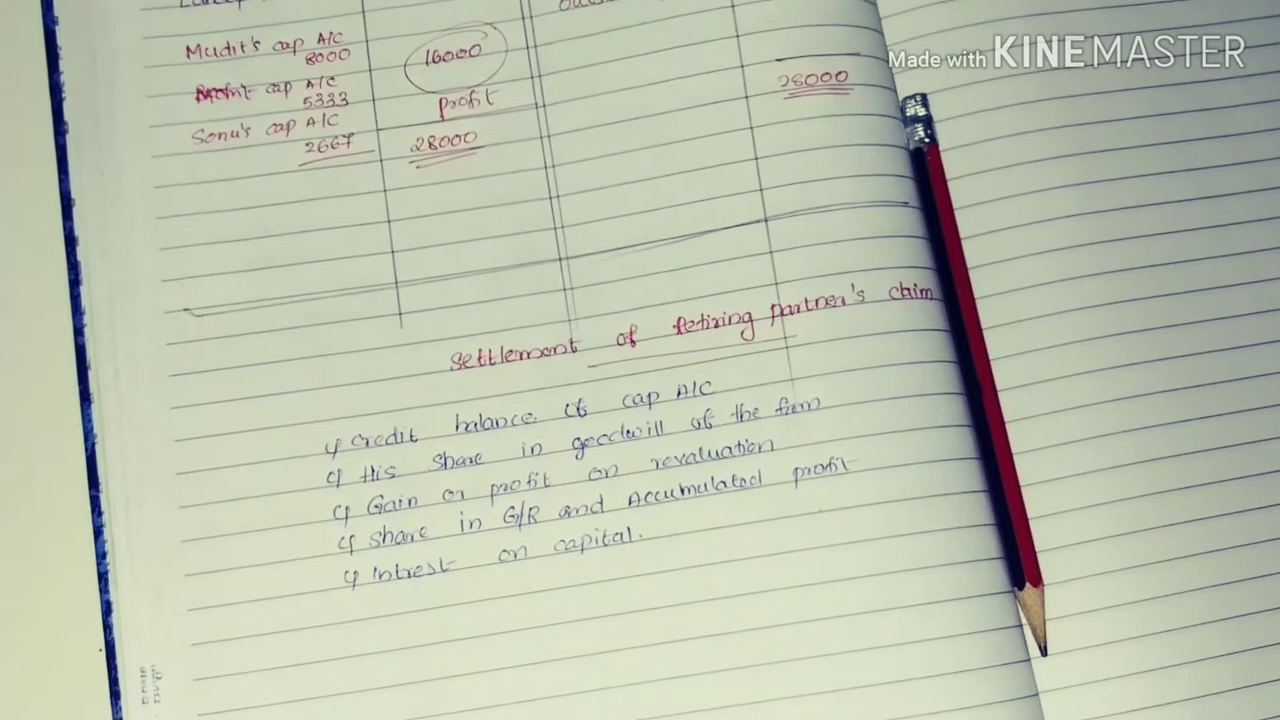 Made with KINEMASTER
Mudit's cap A/C
8000
16000
cap A/C
5333
profit
28000
Sonu's cap A/C
2667
28000
Settlement of Retiring partner's claim
Credit balance of cap A/C
His share in goodwill of the firm
Gain or profit on revaluation
Share in G/R and Accumulated profit
Intrest on capital.